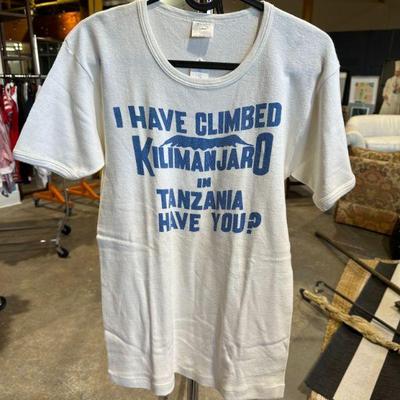 I HAVE CLIMBED
KILIMANJARO
IN
TANZANIA
HAVE YOU?